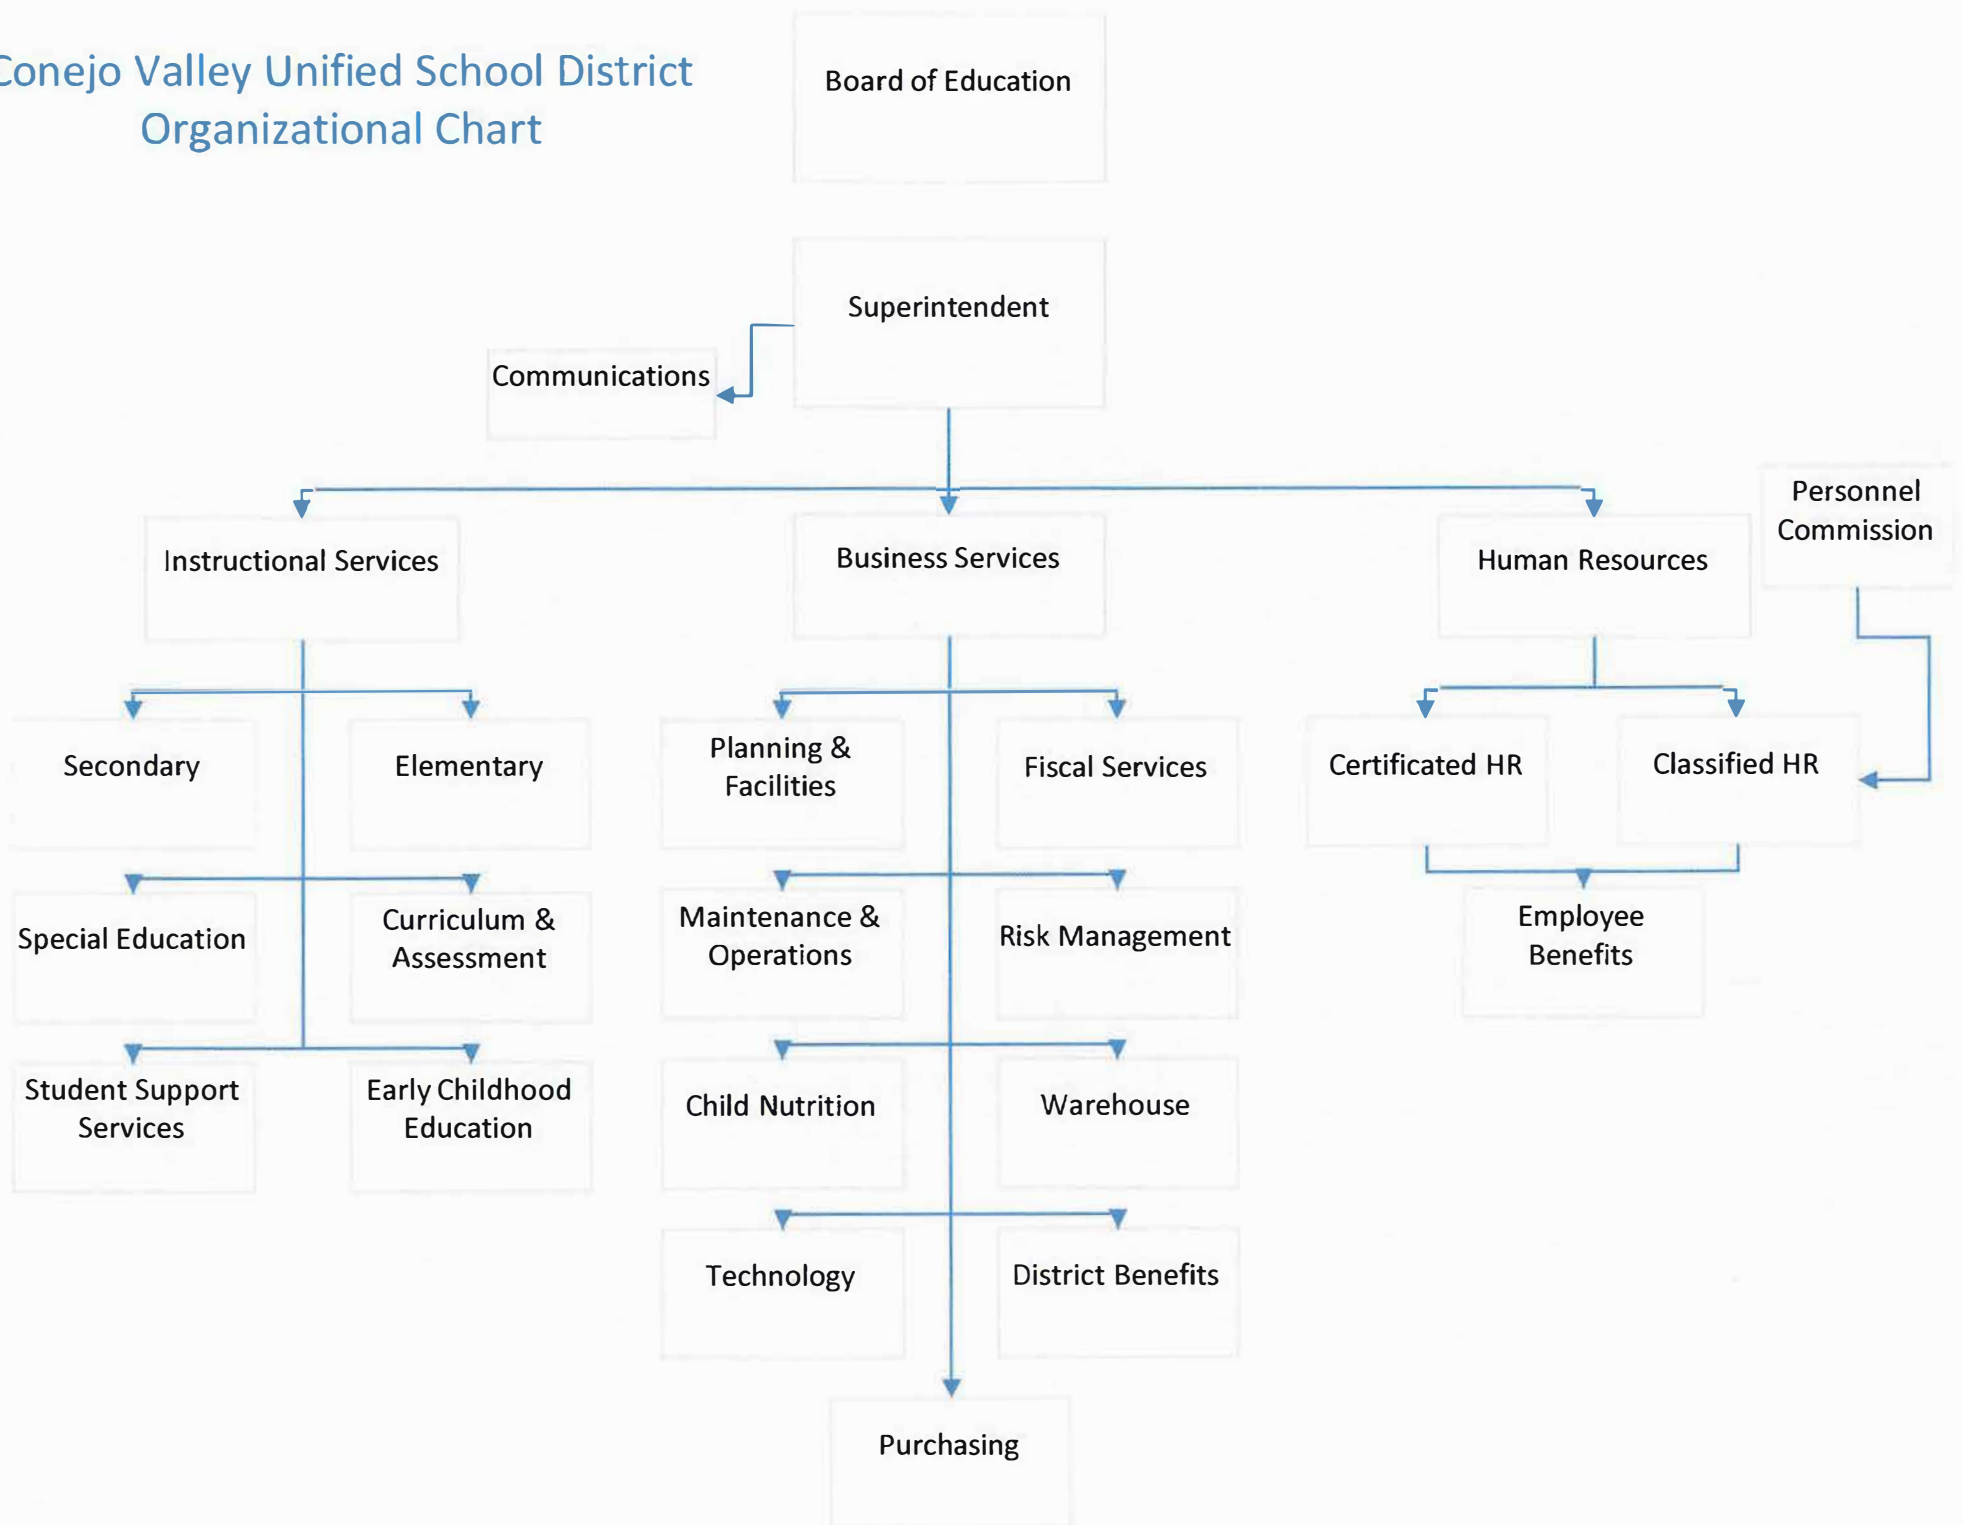 Conejo Valley Unified School District
Organizational Chart
Board of Education
Superintendent
Communications
Personnel
Commission
Instructional Services
Business Services
Human Resources
Secondary
Elementary
Planning &
Facilities
Fiscal Services
Certificated HR
Classified HR
Special Education
Curriculum &
Assessment
Maintenance &
Operations
Risk Management
Employee
Benefits
Student Support
Services
Early Childhood
Education
Child Nutrition
Warehouse
Technology
District Benefits
Purchasing